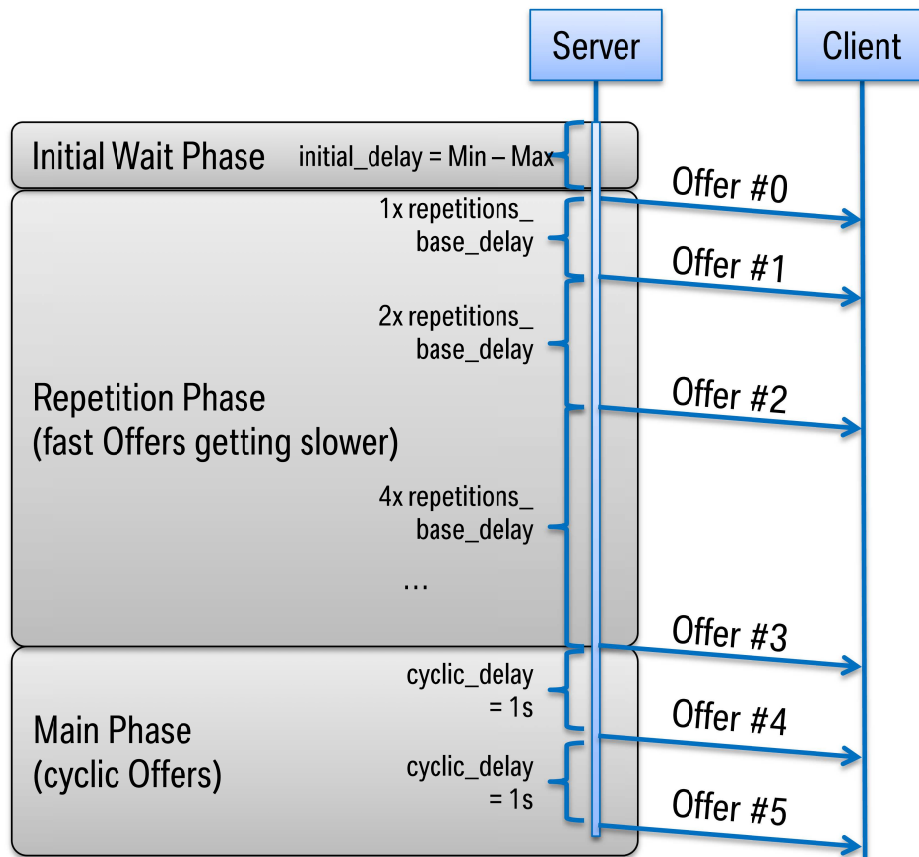 Server
Client
Initial Wait Phase
initial_delay = Min – Max
Offer #0
1x repetitions_
base_delay
Offer #1
2x repetitions_
base_delay
Offer #2
Repetition Phase
(fast Offers getting slower)
4x repetitions_
base_delay
...
Offer #3
cyclic_delay
= 1s
Offer #4
Main Phase
(cyclic Offers)
cyclic_delay
= 1s
Offer #5